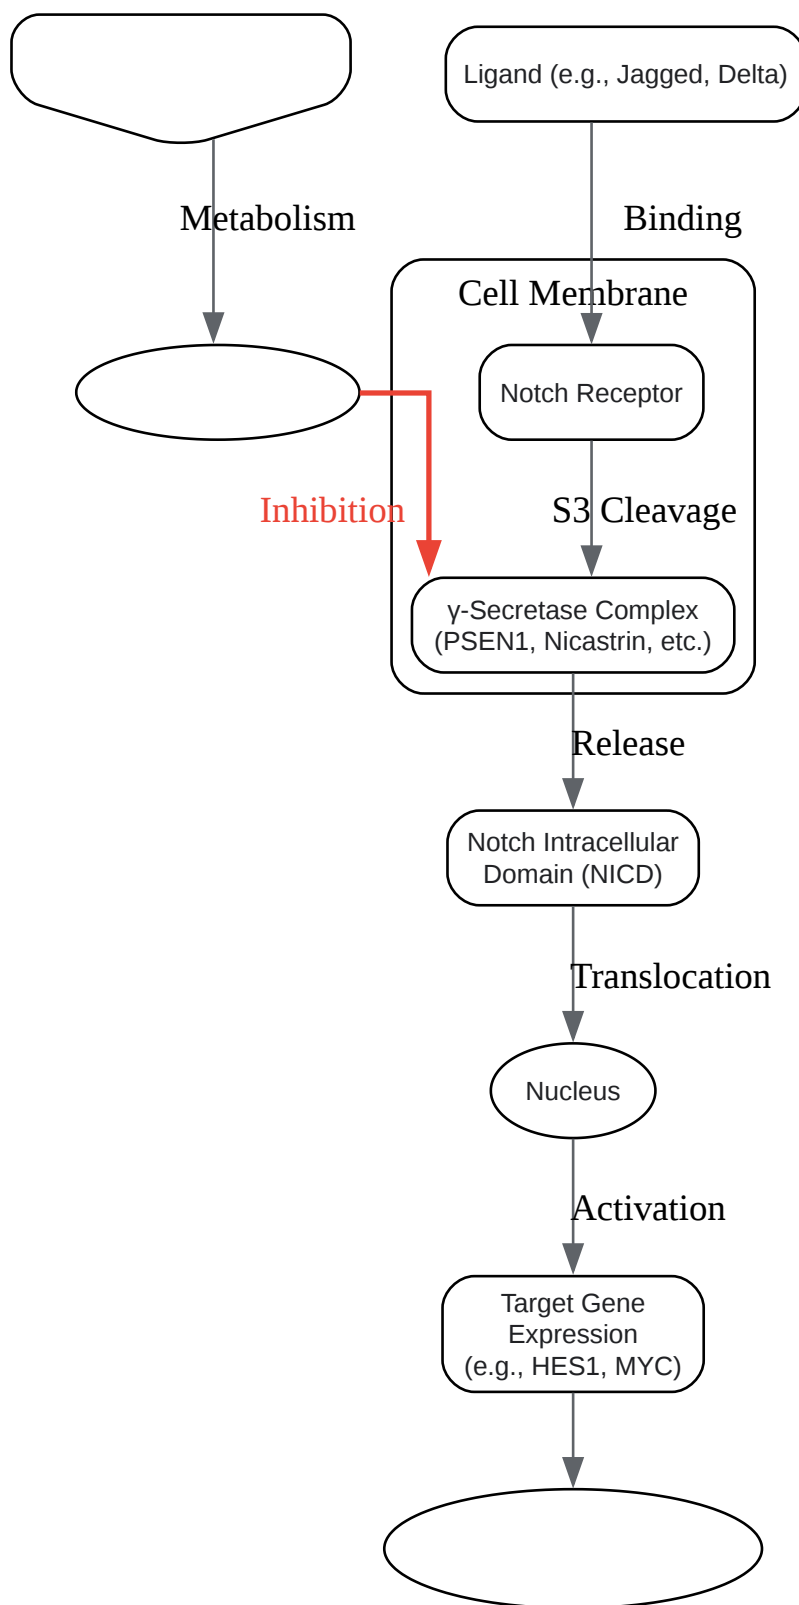 Ligand (e.g., Jagged, Delta)
Metabolism
Binding
Cell Membrane
Notch Receptor
Inhibition
S3 Cleavage
γ-Secretase Complex
(PSEN1, Nicastrin, etc.)
Release
Notch Intracellular
Domain (NICD)
Translocation
Nucleus
Activation
Target Gene
Expression
(e.g., HES1, MYC)